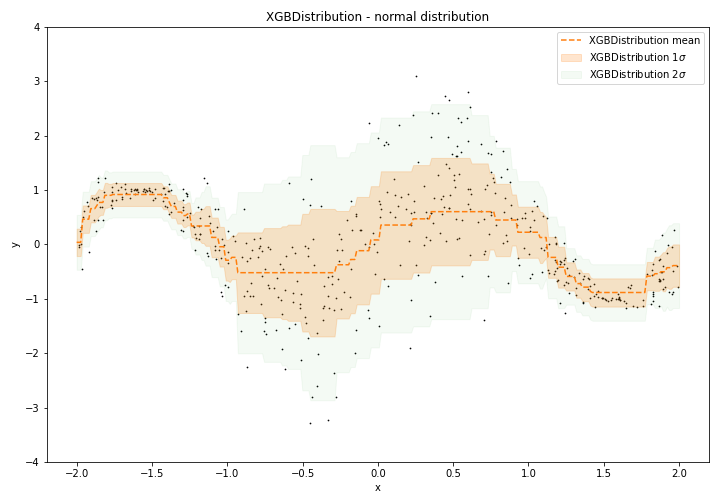 XGBDistribution - normal distribution
XGBDistribution mean
XGBDistribution 1σ
XGBDistribution 2σ
4
3
2
1
0
−1
−2
−3
−4
y
−2.0 −1.5 −1.0 −0.5 0.0 0.5 1.0 1.5 2.0
x